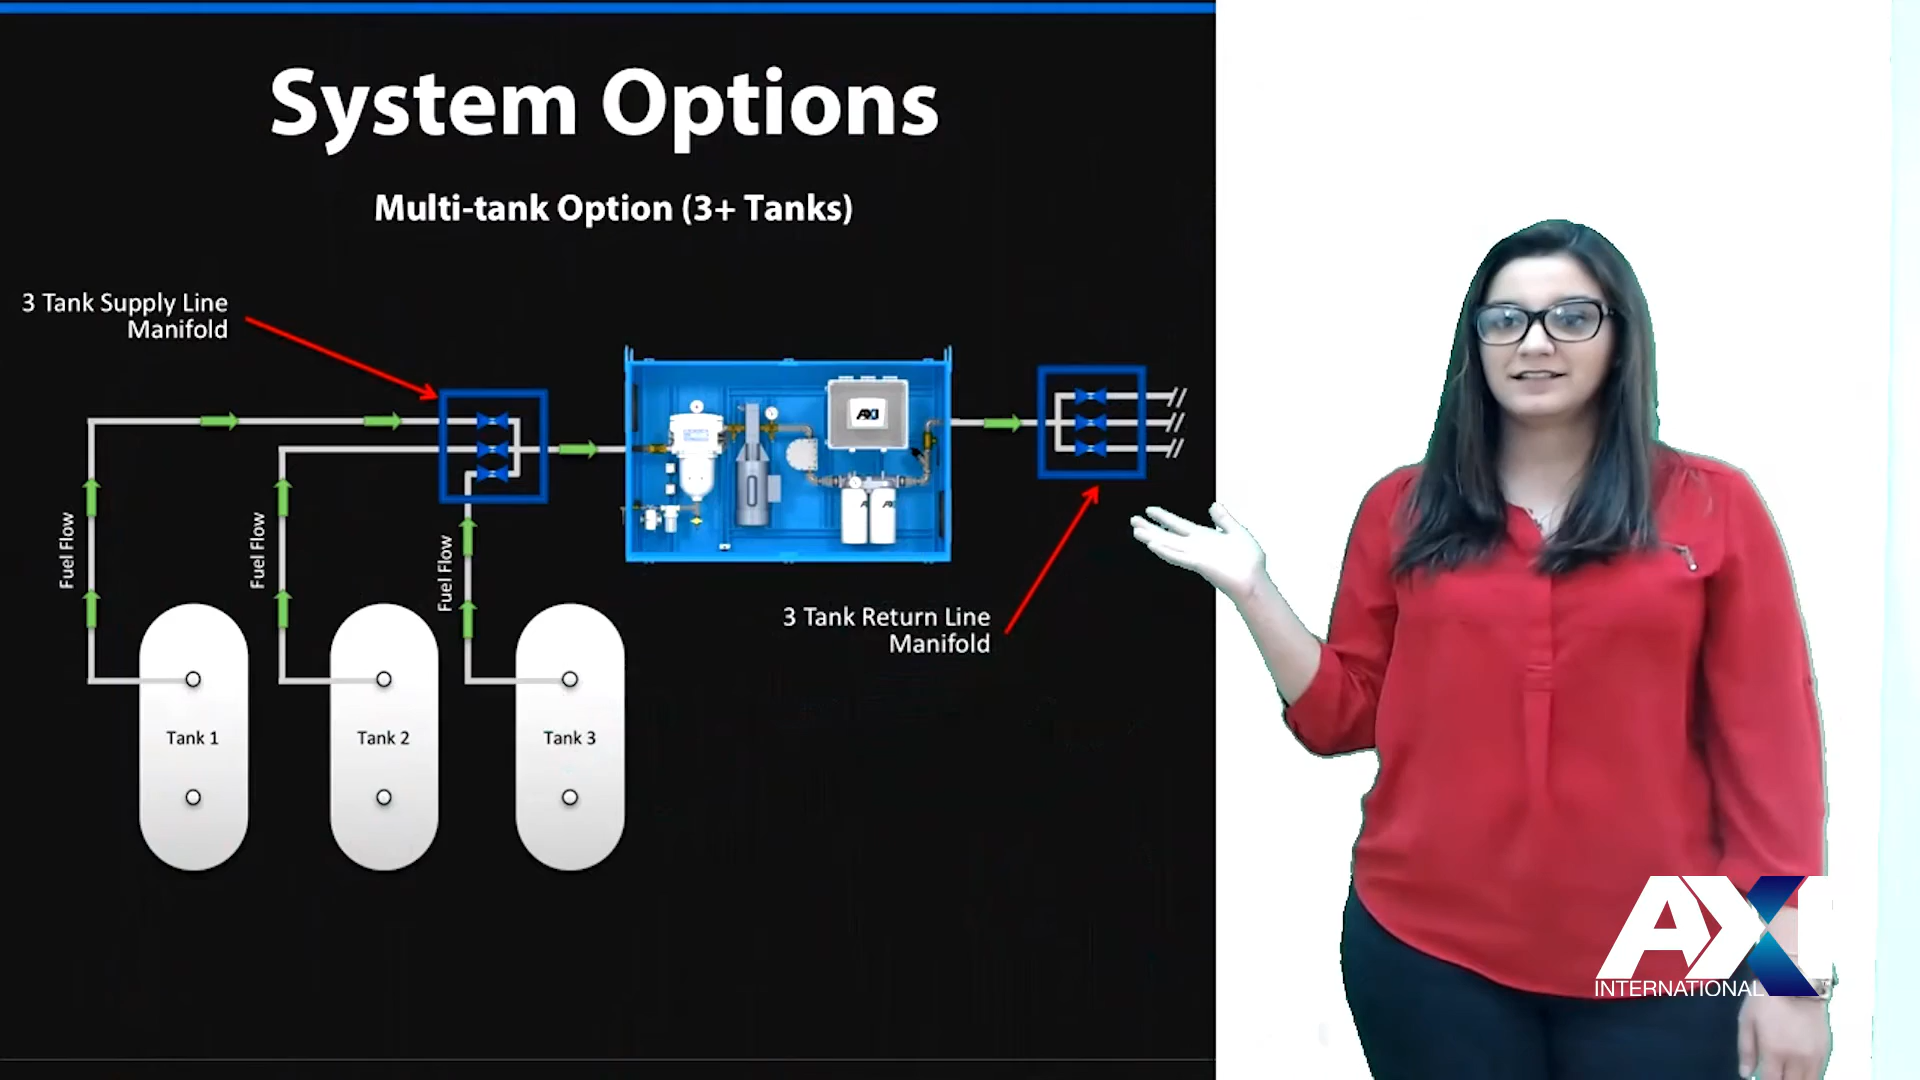 System Options
Multi-tank Option (3+ Tanks)
3 Tank Supply Line
Manifold
AXI
Fuel Flow
Fuel Flow
Fuel Flow
3 Tank Return Line
Manifold
Tank 1
Tank 2
Tank 3
AXI
INTERNATIONAL